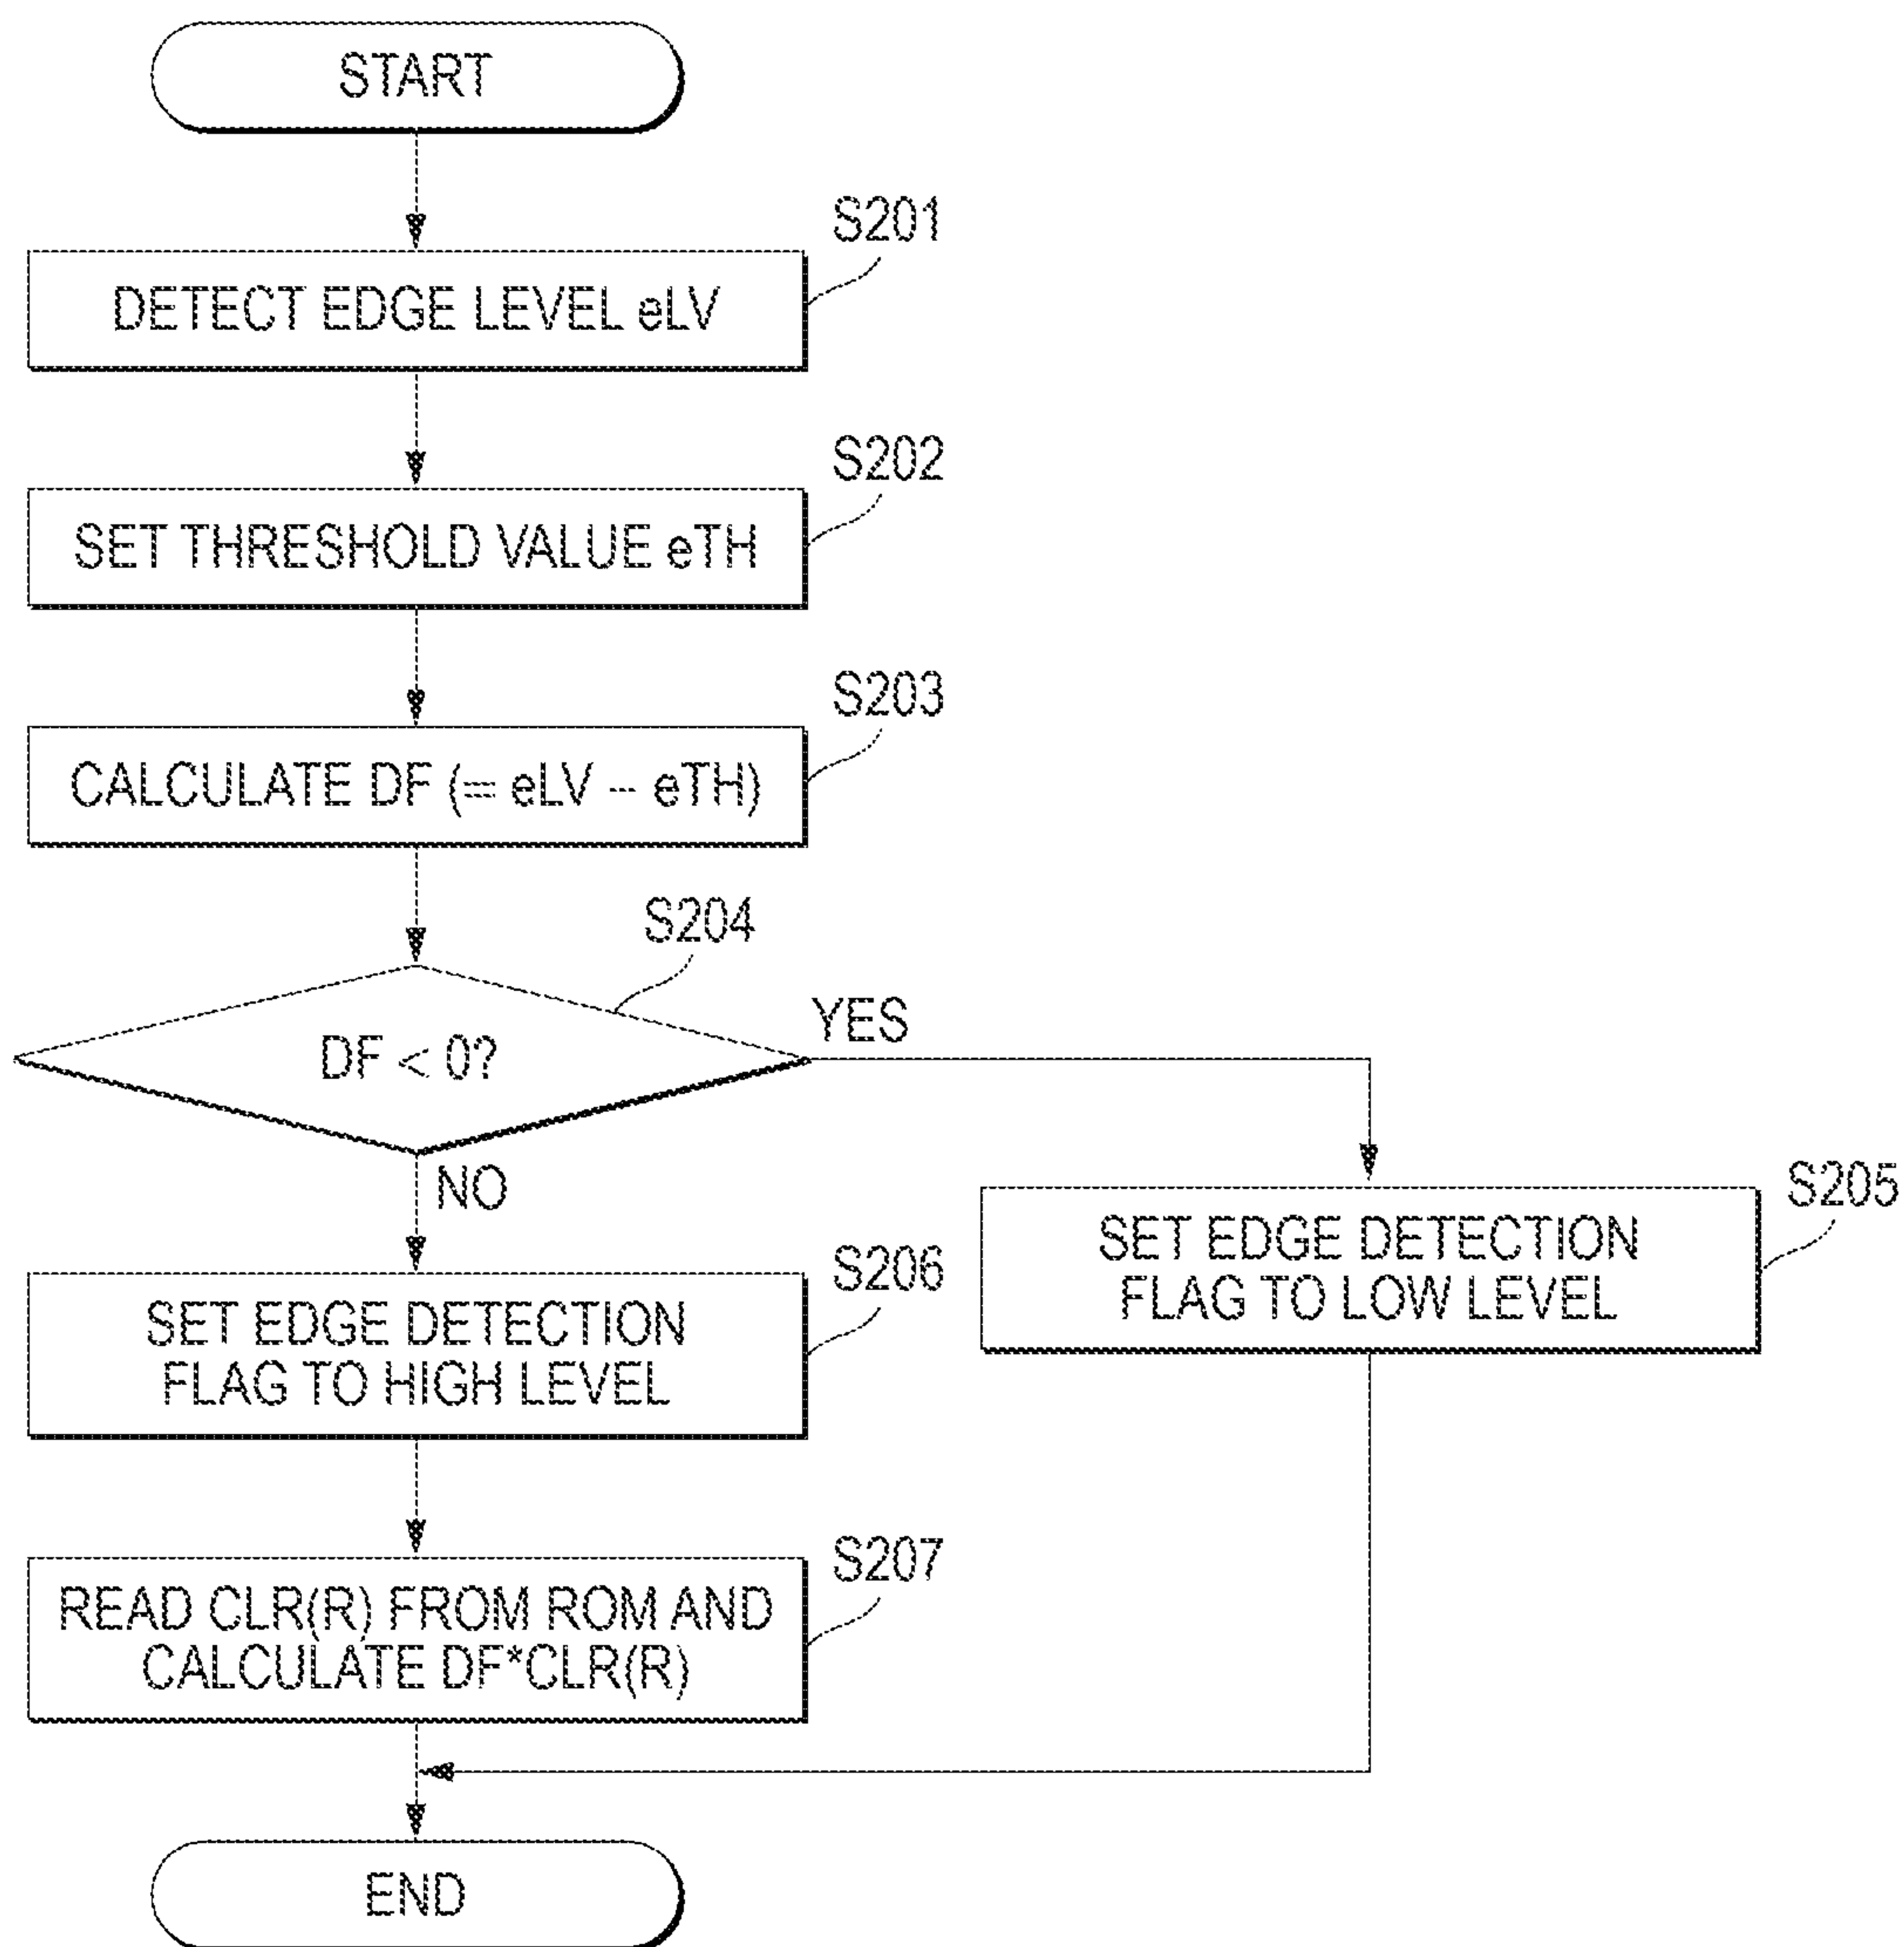 START
S201
DETECT EDGE LEVEL eLV
S202
SET THRESHOLD VALUE eTH
S203
CALCULATE DF (= eLV - eTH)
S204
DF < 0?
YES
NO
S205
SET EDGE DETECTION
FLAG TO LOW LEVEL
S206
SET EDGE DETECTION
FLAG TO HIGH LEVEL
S207
READ CLR(R) FROM ROM AND
CALCULATE DF*CLR(R)
END